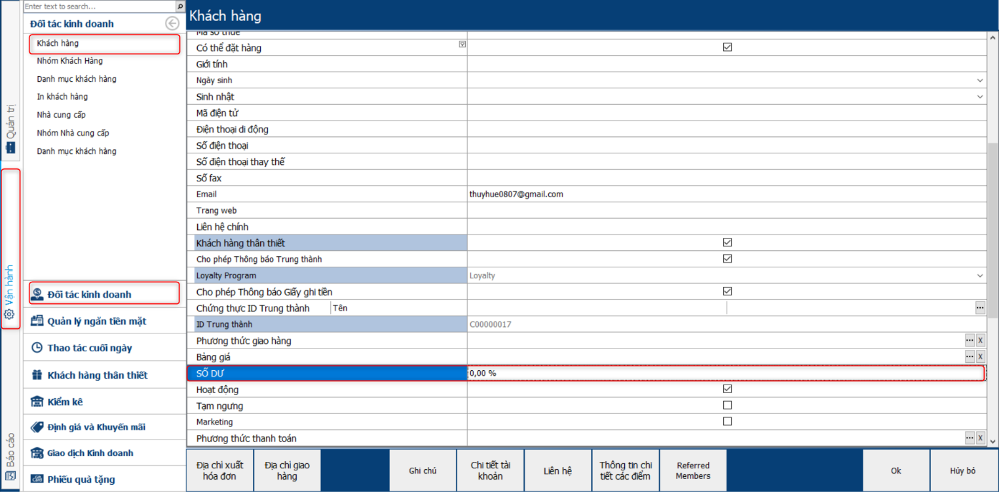 Enter text to search...
Đối tác kinh doanh
Khách hàng
Nhóm Khách Hàng
Danh mục khách hàng
In khách hàng
Nhà cung cấp
Nhóm Nhà cung cấp
Danh mục khách hàng
Quản trị
Vận hành
Báo cáo
Đối tác kinh doanh
Quản lý ngăn tiền mặt
Thao tác cuối ngày
Khách hàng thân thiết
Kiểm kê
Định giá và Khuyến mãi
Giao dịch Kinh doanh
Phiếu quà tặng
Khách hàng
Mã số thuế
Có thể đặt hàng
Giới tính
Ngày sinh
Sinh nhật
Mã điện tử
Điện thoại di động
Số điện thoại
Số điện thoại thay thế
Số fax
Email thuyhue0807@gmail.com
Trang web
Liên hệ chính
Khách hàng thân thiết
Cho phép Thông báo Trung thành
Loyalty Program Loyalty
Cho phép Thông báo Giấy ghi tiền
Chứng thực ID Trung thành Tên ...
ID Trung thành C00000017
Phương thức giao hàng ... X
Bảng giá ... X
SỐ DƯ 0,00 %
Hoạt động
Tạm ngưng
Marketing
Phương thức thanh toán ... X
Địa chỉ xuất
hóa đơn
Địa chỉ giao
hàng
Ghi chú
Chi tiết tài
khoản
Liên hệ
Thông tin chi
tiết các điểm
Referred
Members
Ok
Hủy bỏ